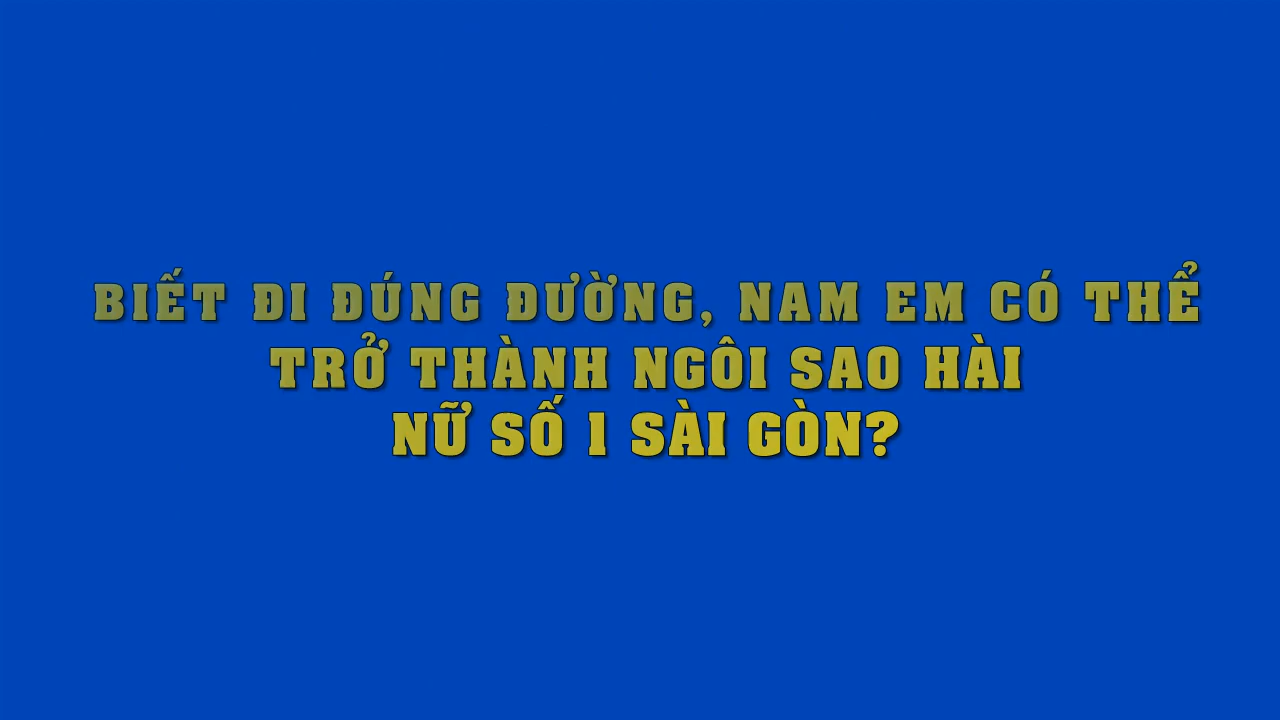 BIẾT ĐI ĐÚNG ĐƯỜNG, NAM EM CÓ THỂ
TRỞ THÀNH NGÔI SAO HÀI
NỮ SỐ 1 SÀI GÒN?